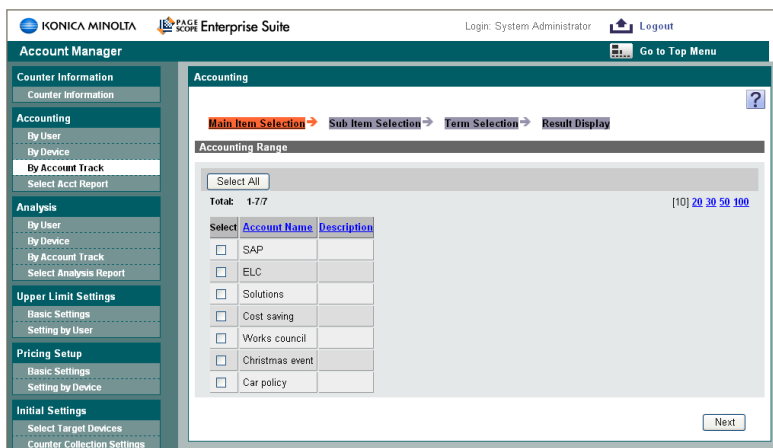 KONICA MINOLTA PAGE SCOPE Enterprise Suite Login: System Administrator Logout
Account Manager Go to Top Menu
Counter Information
Counter Information
Accounting
By User
By Device
By Account Track
Select Acct Report
Analysis
By User
By Device
By Account Track
Select Analysis Report
Upper Limit Settings
Basic Settings
Setting by User
Pricing Setup
Basic Settings
Setting by Device
Initial Settings
Select Target Devices
Counter Collection Settings
Accounting
?
Main Item Selection Sub Item Selection Term Selection Result Display
Accounting Range
Select All
Total: 1-7/7 [10] 20 30 50 100
Select Account Name Description
SAP
ELC
Solutions
Cost saving
Works council
Christmas event
Car policy
Next